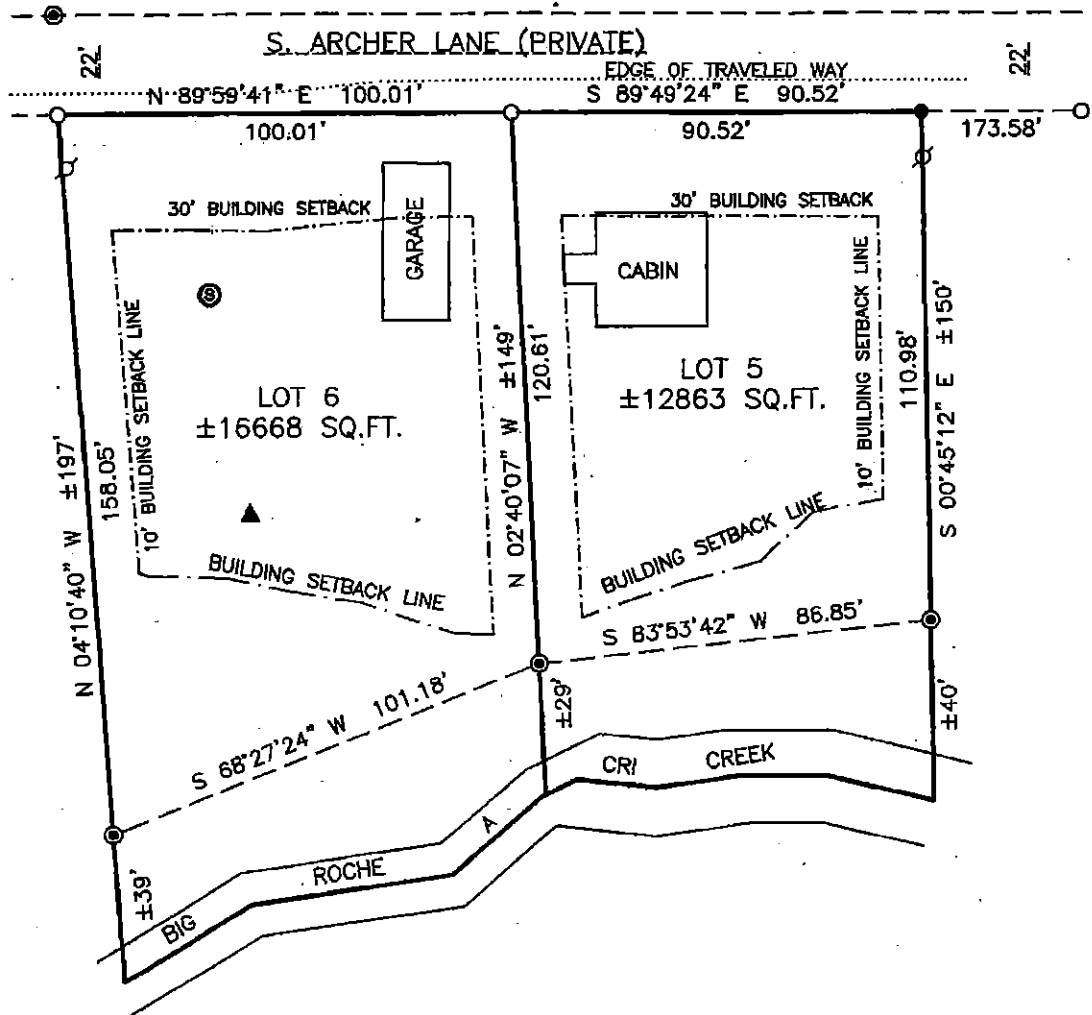 S. ARCHER LANE (PRIVATE)
22'
22'
EDGE OF TRAVELED WAY
N 89°59'41" E 100.01'
S 89°49'24" E 90.52'
100.01'
90.52'
173.58'
30' BUILDING SETBACK
30' BUILDING SETBACK
GARAGE
CABIN
S
10' BUILDING SETBACK LINE
10' BUILDING SETBACK LINE
LOT 6
±16668 SQ.FT.
LOT 5
±12863 SQ.FT.
N 04°10'40" W ±197'
158.05'
N 02°40'07" W ±149'
120.61'
110.98'
S 00°45'12" E ±150'
BUILDING SETBACK LINE
BUILDING SETBACK LINE
S 68°27'24" W 101.18'
S 83°53'42" W 86.85'
±29'
±40'
±39'
BIG ROCHE A CRI CREEK